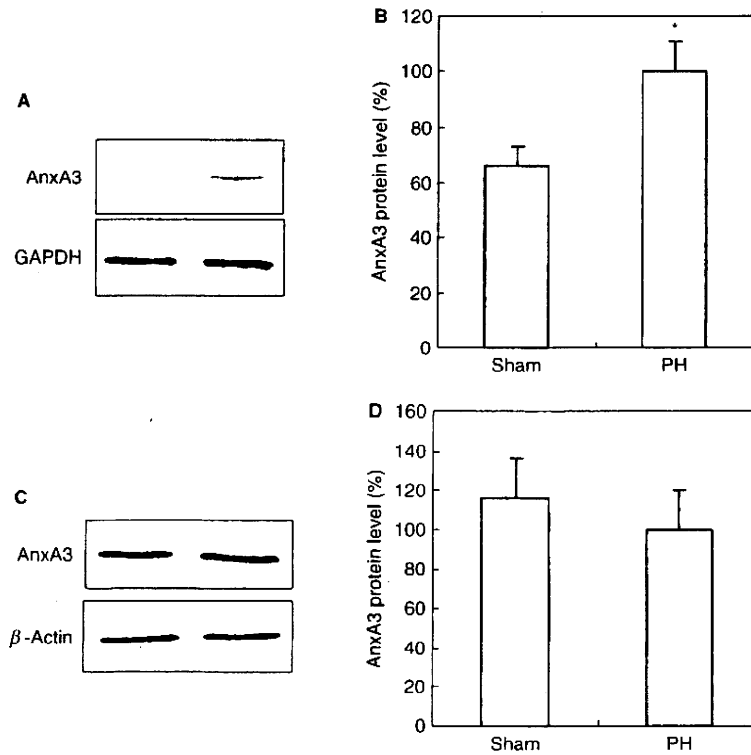 A
AnxA3
GAPDH
B
AnxA3 protein level (%)
120
100
80
60
40
20
0
*
Sham PH
C
AnxA3
β-Actin
D
AnxA3 protein level (%)
160
140
120
100
80
60
40
20
0
Sham PH